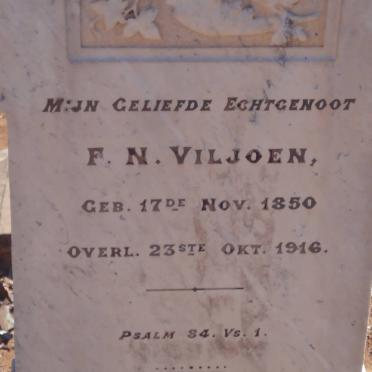 MIJN GELIEFDE ECHTGENOOT
F. N. VILJOEN,
GEB. 17DE NOV. 1850
OVERL. 23STE OKT. 1916.
PSALM 84. VS. 1.